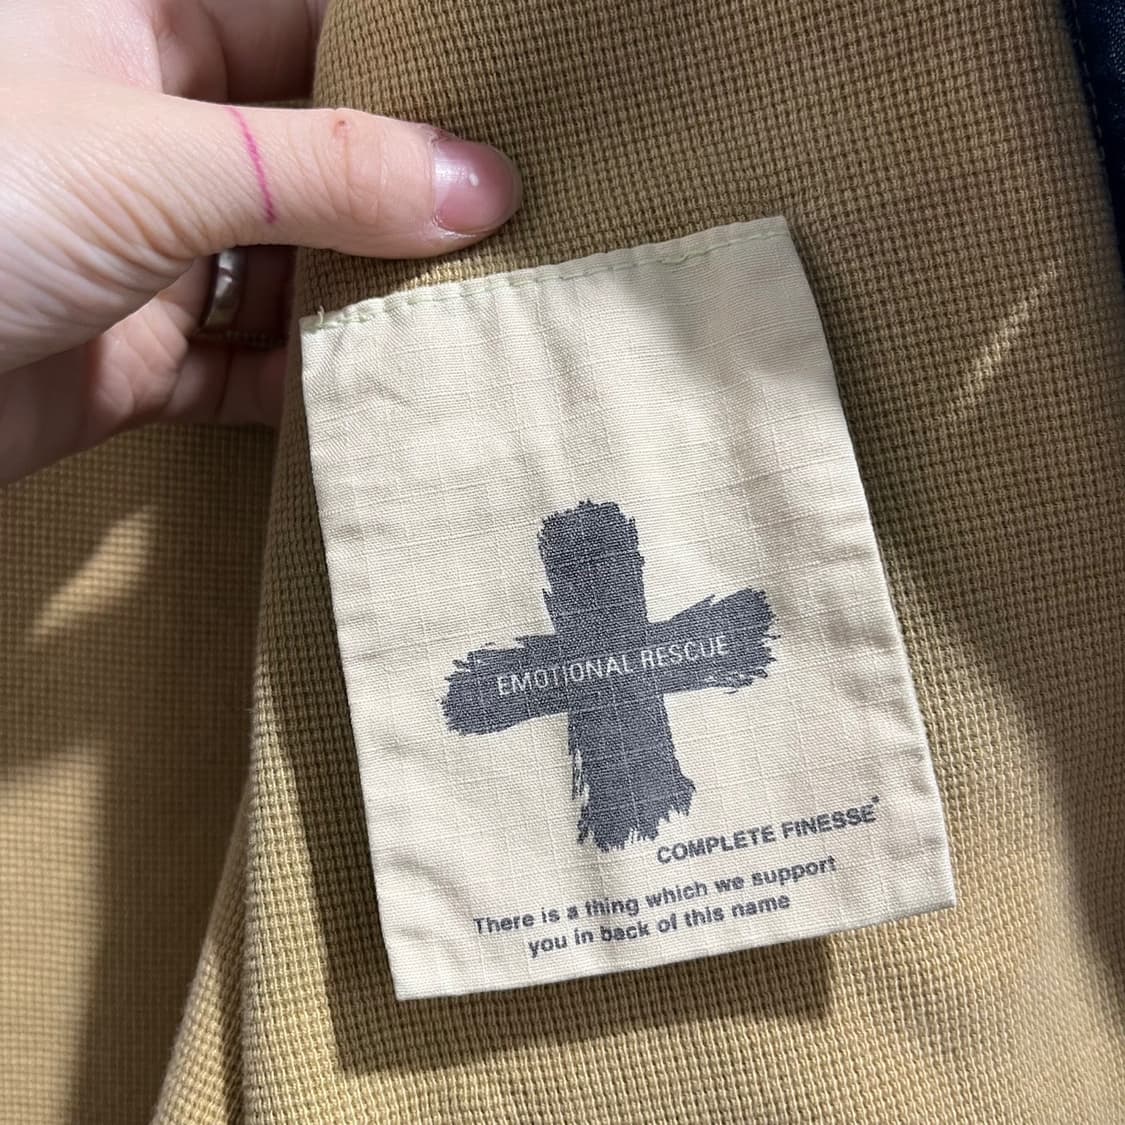 EMOTIONAL RESCUE
COMPLETE FINESSE*
There is a thing which we support
you in back of this name